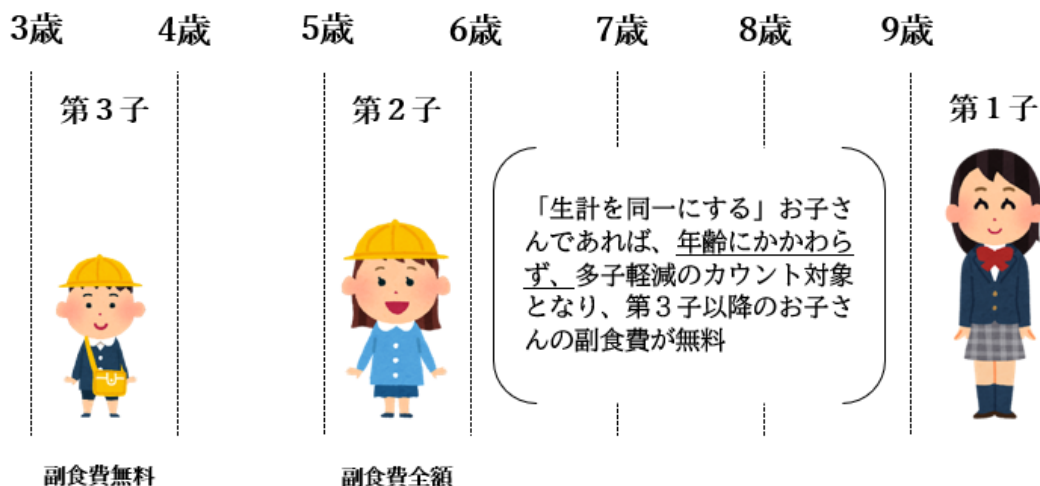 3歳 4歳 5歳 6歳 7歳 8歳 9歳
第3子 第2子 第1子
「生計を同一にする」お子さ
んであれば、年齢にかかわら
ず、多子軽減のカウント対象
となり、第3子以降のお子さ
んの副食費が無料
副食費無料 副食費全額